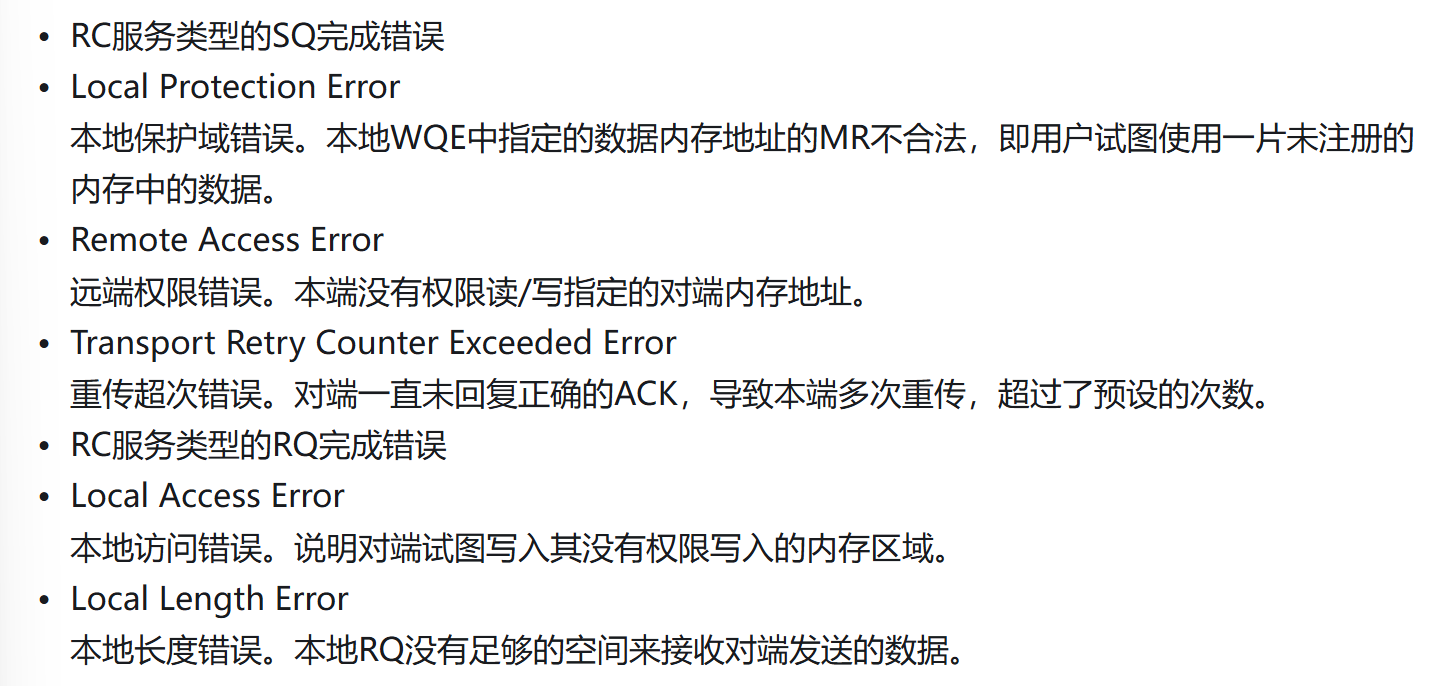 • RC服务类型的SQ完成错误
• Local Protection Error
本地保护域错误。本地WQE中指定的数据内存地址的MR不合法，即用户试图使用一片未注册的
内存中的数据。
• Remote Access Error
远端权限错误。本端没有权限读/写指定的对端内存地址。
• Transport Retry Counter Exceeded Error
重传超次错误。对端一直未回复正确的ACK，导致本端多次重传，超过了预设的次数。
• RC服务类型的RQ完成错误
• Local Access Error
本地访问错误。说明对端试图写入其没有权限写入的内存区域。
• Local Length Error
本地长度错误。本地RQ没有足够的空间来接收对端发送的数据。